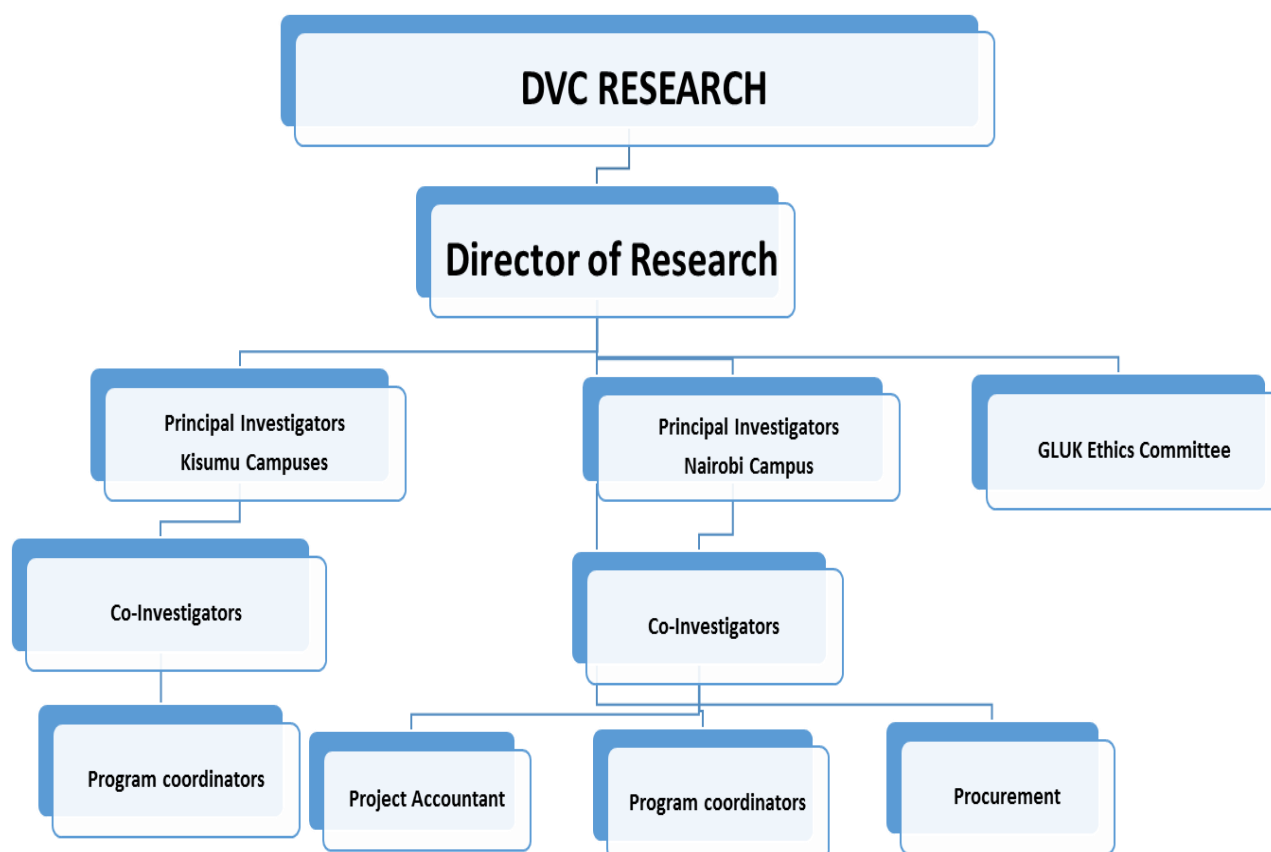 DVC RESEARCH
Director of Research
Principal Investigators
Kisumu Campuses
Principal Investigators
Nairobi Campus
GLUK Ethics Committee
Co-Investigators
Co-Investigators
Program coordinators
Project Accountant
Program coordinators
Procurement